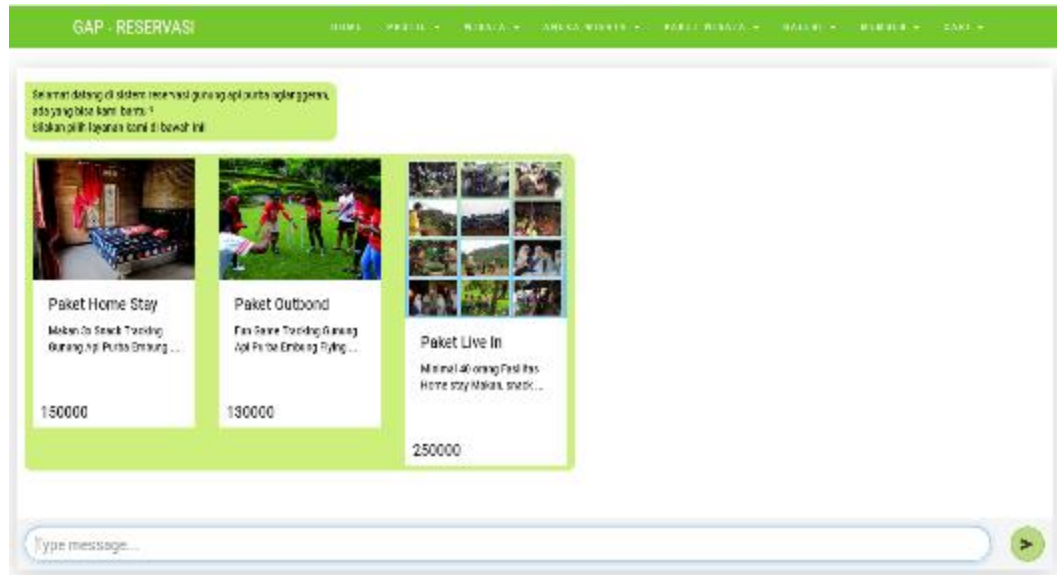 GAP - RESERVASI
HOME PROFIL WISATA ANEKA WISATA PAKET WISATA GALERI MEMBER CART
Selamat datang di sistem reservasi gunung api purba nglanggeran,
ada yang bisa kami bantu ?
Silakan pilih layanan kami di bawah ini!
Paket Home Stay
Makan 3x Snack Tracking
Gunung Api Purba Embung ...
150000
Paket Outbond
Fun Game Tracking Gunung
Api Purba Embung Flying ...
130000
Paket Live In
Minimal 40 orang Fasilitas
Home stay Makan, snack ...
250000
Type message...